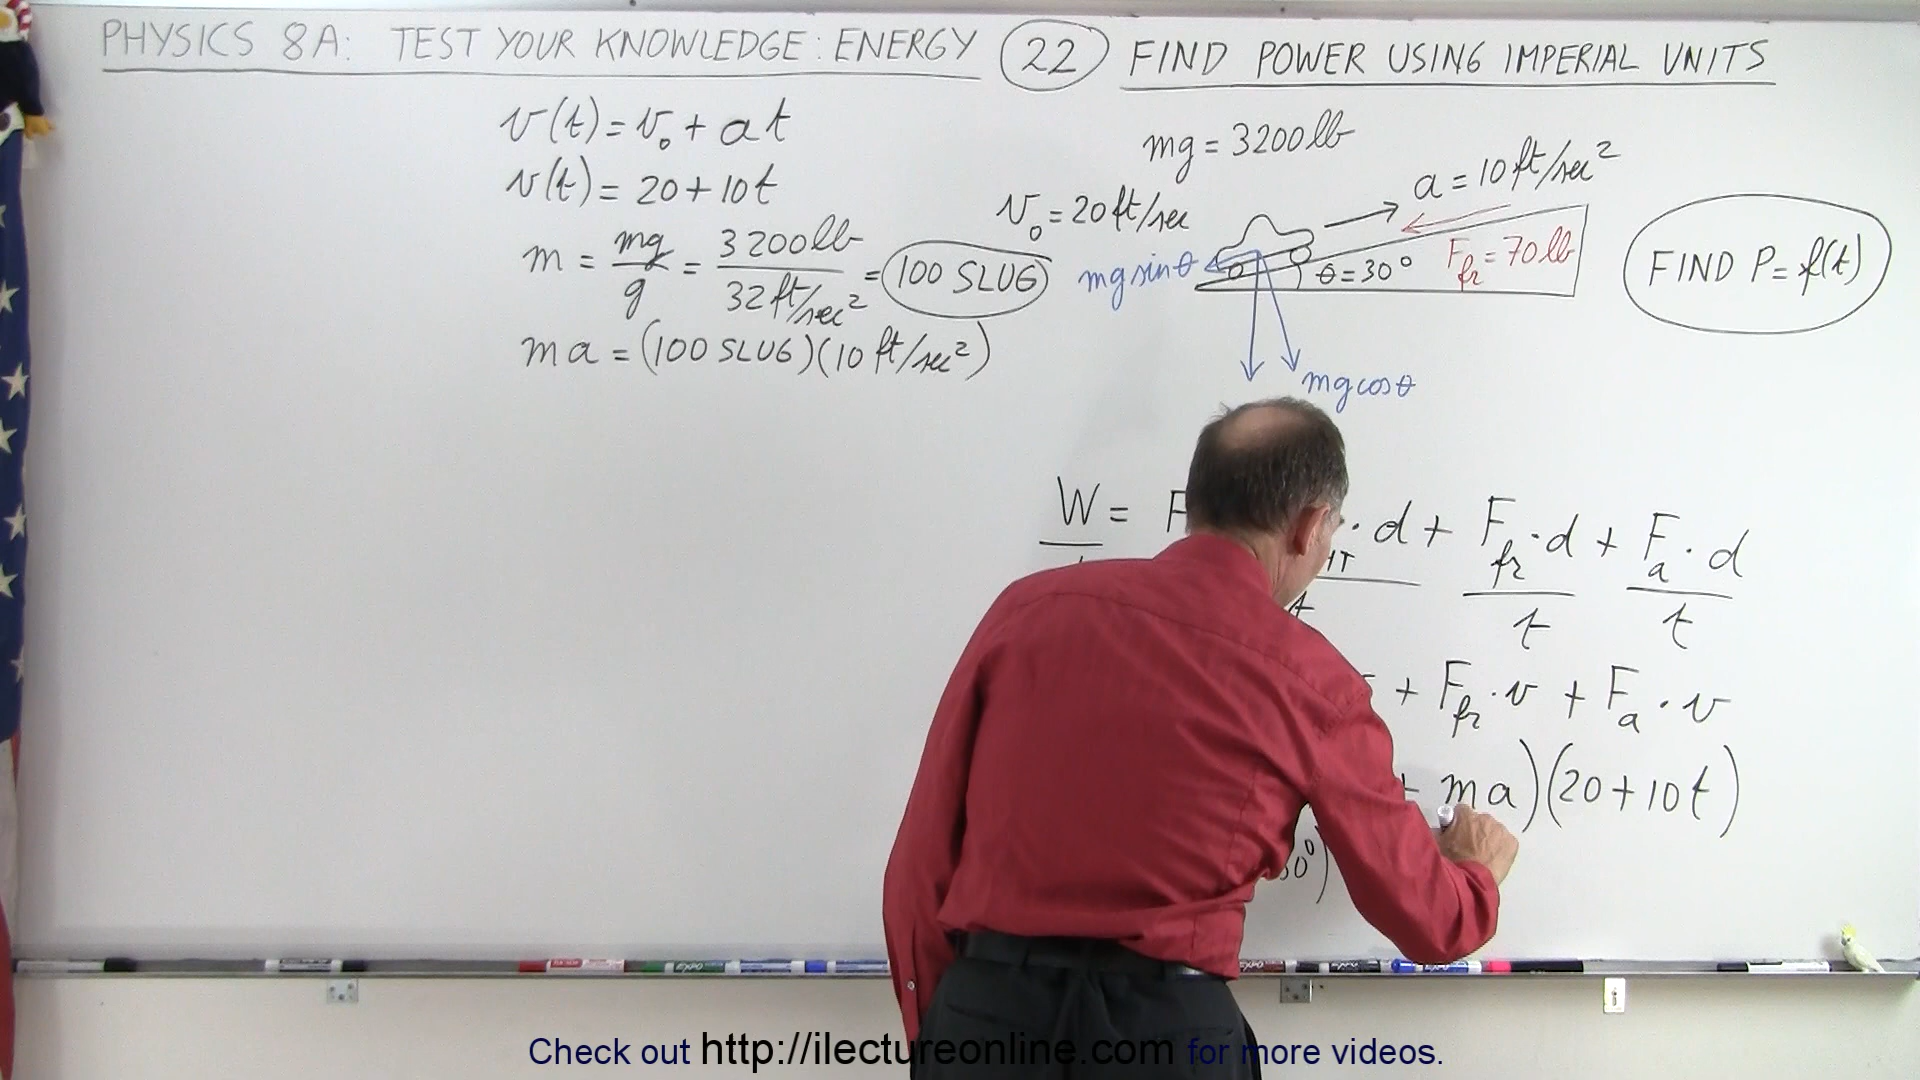 PHYSICS 8A: TEST YOUR KNOWLEDGE: ENERGY 22 FIND POWER USING IMPERIAL UNITS
v(t) = v₀ + at
v(t) = 20 + 10t
m = mg/g = 3200 lb / 32 ft/sec² = 100 SLUG
ma = (100 SLUG)(10 ft/sec²)
mg = 3200 lb
a = 10 ft/sec²
v₀ = 20 ft/sec
F_fr = 70 lb
mg sin θ
θ = 30°
FIND P = f(t)
mg cos θ
W = F · d + F_fr · d + F_a · d
t t t
+ F_fr · v + F_a · v
+ ma)(20 + 10t)
30°)
Check out http://ilectureonline.com for more videos.